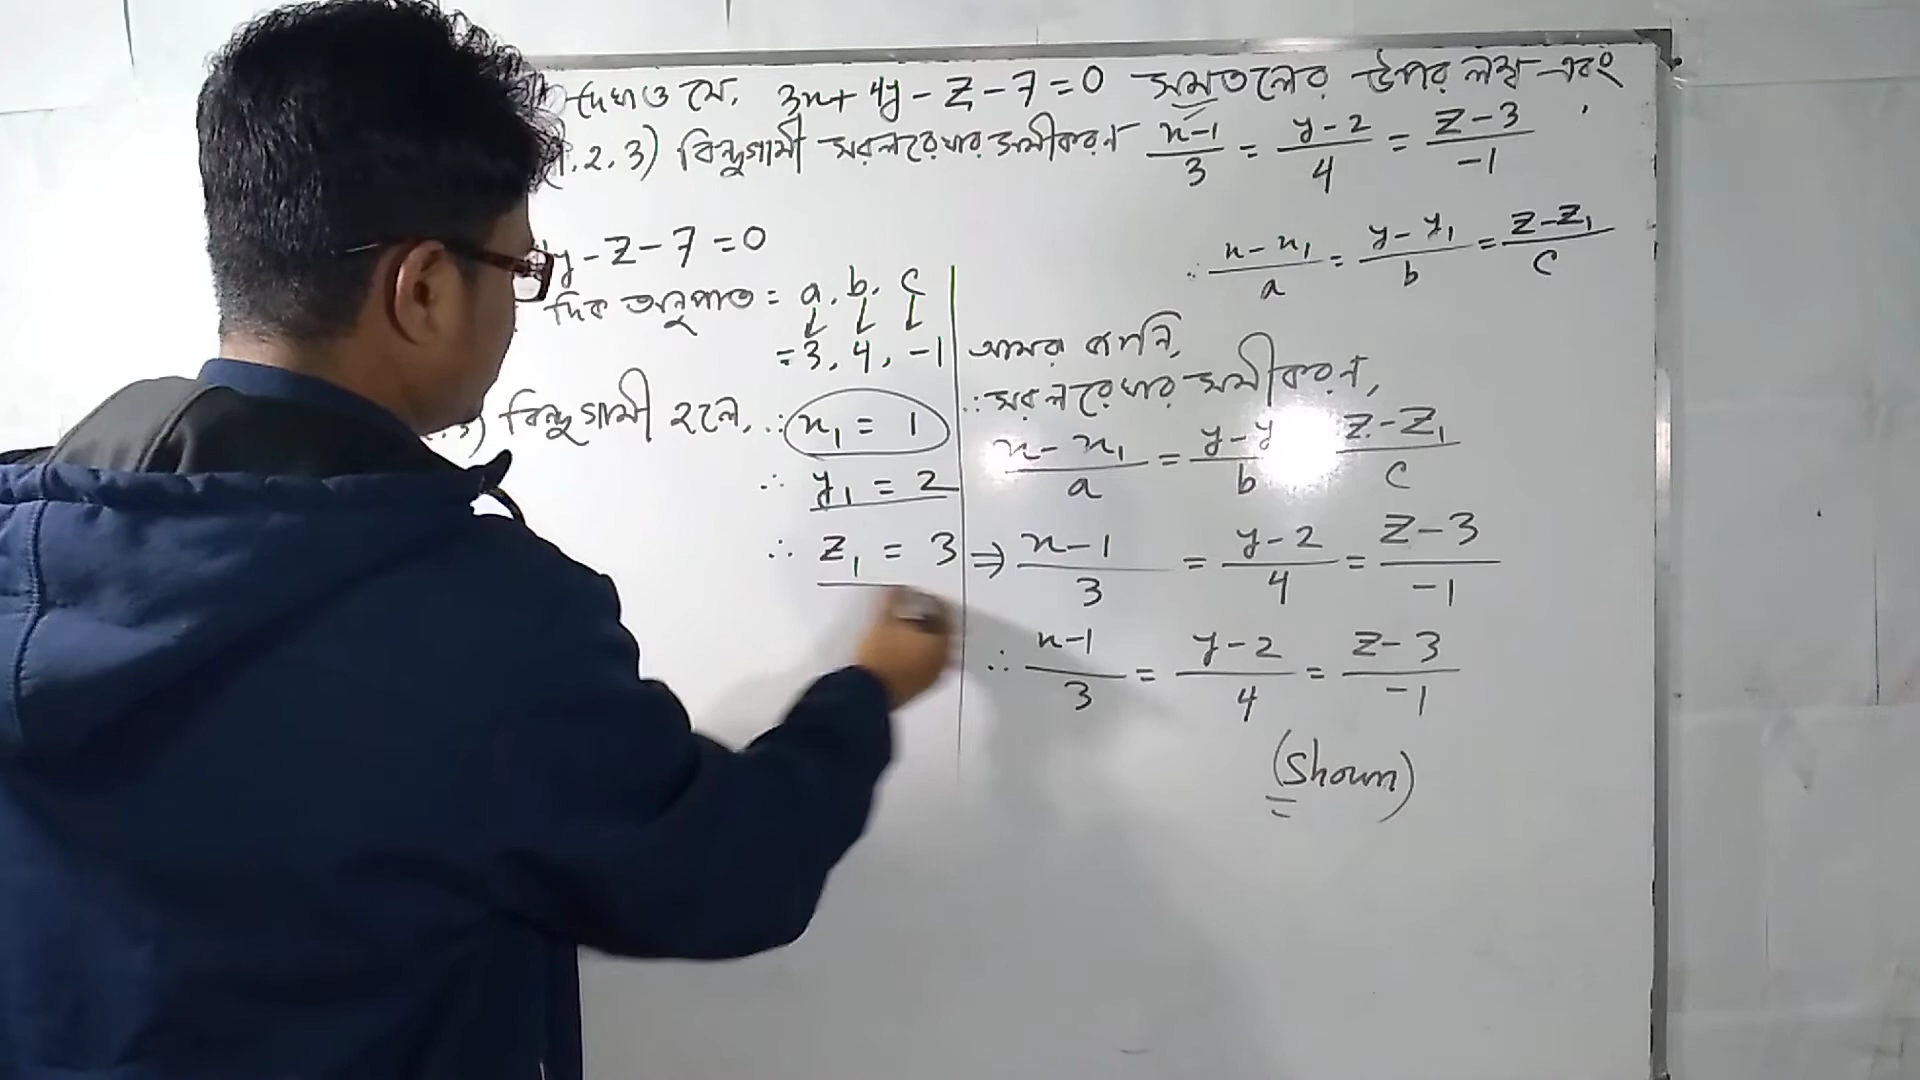 দেখাও যে, 3x + 4y - z - 7 = 0 সমতলের উপর লম্ব এবং
1, 2, 3) বিন্দুগামী সরলরেখার সমীকরণ (x-1)/3 = (y-2)/4 = (z-3)/-1
y - z - 7 = 0
দিক অনুপাত = a, b, c
= 3, 4, -1
3) বিন্দুগামী হলে, ∴ x₁ = 1
∴ y₁ = 2
∴ z₁ = 3
∴ (x-x₁)/a = (y-y₁)/b = (z-z₁)/c
আমরা জানি,
∴ সরলরেখার সমীকরণ,
(x-x₁)/a = (y-y)/b (z-z₁)/c
⇒ (x-1)/3 = (y-2)/4 = (z-3)/-1
∴ (x-1)/3 = (y-2)/4 = (z-3)/-1
(Shown)